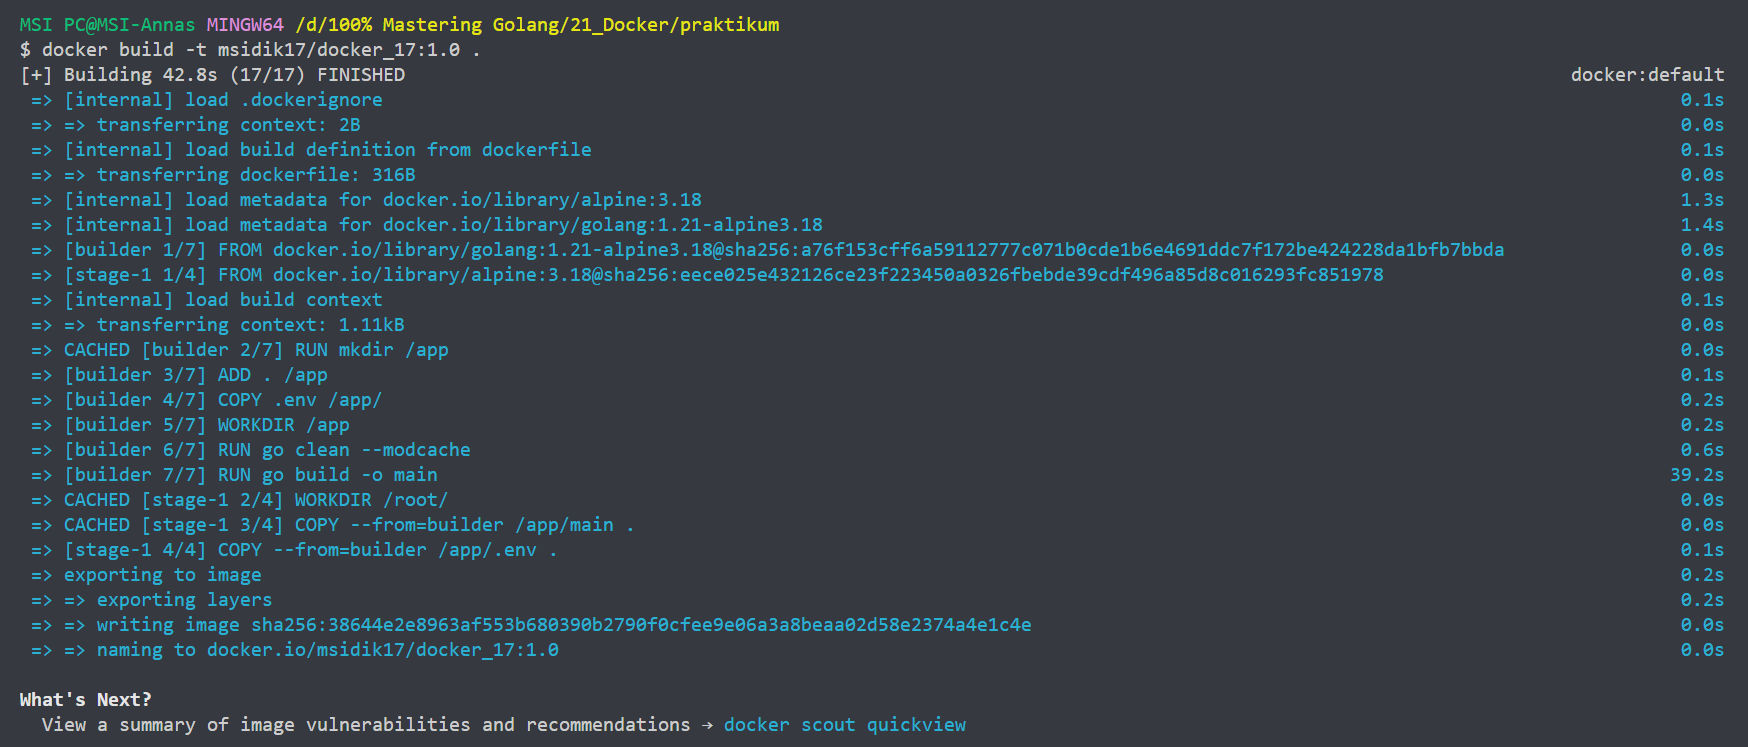 MSI PC@MSI-Annas MINGW64 /d/100% Mastering Golang/21_Docker/praktikum
$ docker build -t msidik17/docker_17:1.0 .
[+] Building 42.8s (17/17) FINISHED docker:default
=> [internal] load .dockerignore 0.1s
=> => transferring context: 2B 0.0s
=> [internal] load build definition from dockerfile 0.1s
=> => transferring dockerfile: 316B 0.0s
=> [internal] load metadata for docker.io/library/alpine:3.18 1.3s
=> [internal] load metadata for docker.io/library/golang:1.21-alpine3.18 1.4s
=> [builder 1/7] FROM docker.io/library/golang:1.21-alpine3.18@sha256:a76f153cff6a59112777c071b0cde1b6e4691ddc7f172be424228da1bfb7bbda 0.0s
=> [stage-1 1/4] FROM docker.io/library/alpine:3.18@sha256:eece025e432126ce23f223450a0326fbebde39cdf496a85d8c016293fc851978 0.0s
=> [internal] load build context 0.1s
=> => transferring context: 1.11kB 0.0s
=> CACHED [builder 2/7] RUN mkdir /app 0.0s
=> [builder 3/7] ADD . /app 0.1s
=> [builder 4/7] COPY .env /app/ 0.2s
=> [builder 5/7] WORKDIR /app 0.2s
=> [builder 6/7] RUN go clean --modcache 0.6s
=> [builder 7/7] RUN go build -o main 39.2s
=> CACHED [stage-1 2/4] WORKDIR /root/ 0.0s
=> CACHED [stage-1 3/4] COPY --from=builder /app/main . 0.0s
=> [stage-1 4/4] COPY --from=builder /app/.env . 0.1s
=> exporting to image 0.2s
=> => exporting layers 0.2s
=> => writing image sha256:38644e2e8963af553b680390b2790f0cfee9e06a3a8beaa02d58e2374a4e1c4e 0.0s
=> => naming to docker.io/msidik17/docker_17:1.0 0.0s
What's Next?
View a summary of image vulnerabilities and recommendations → docker scout quickview